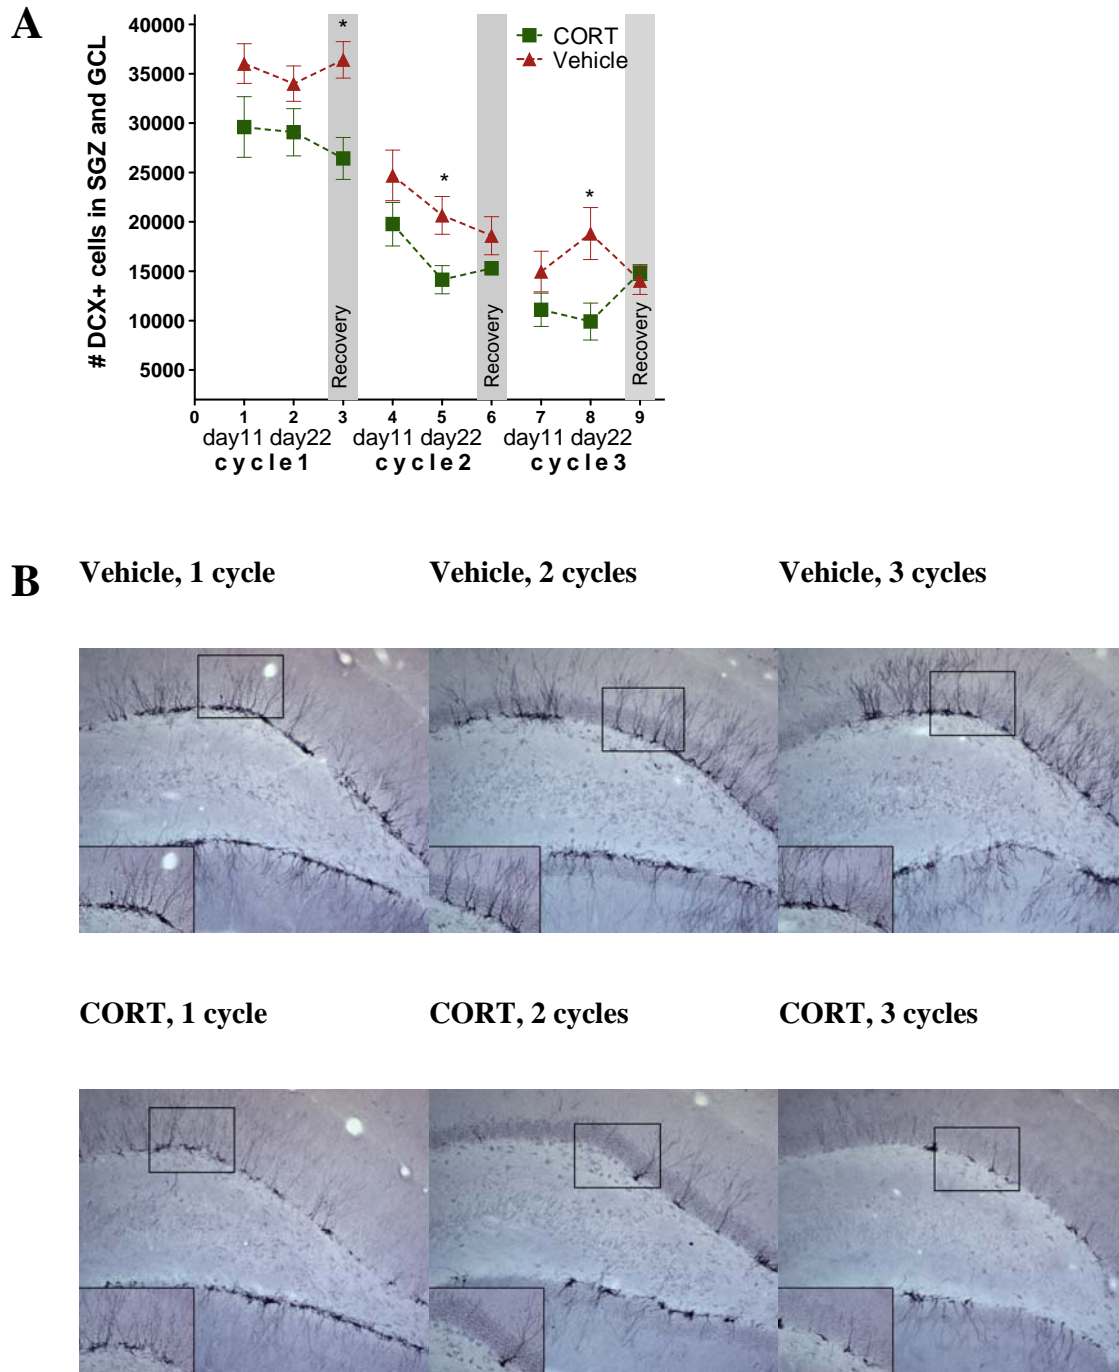 A
# DCX+ cells in SGZ and GCL
40000
35000
30000
25000
20000
15000
10000
5000
*
*
*
CORT
Vehicle
Recovery
Recovery
Recovery
0 1 2 3 4 5 6 7 8 9
day11 day22 day11 day22 day11 day22
cycle1 cycle2 cycle3
B
Vehicle, 1 cycle Vehicle, 2 cycles Vehicle, 3 cycles
CORT, 1 cycle CORT, 2 cycles CORT, 3 cycles